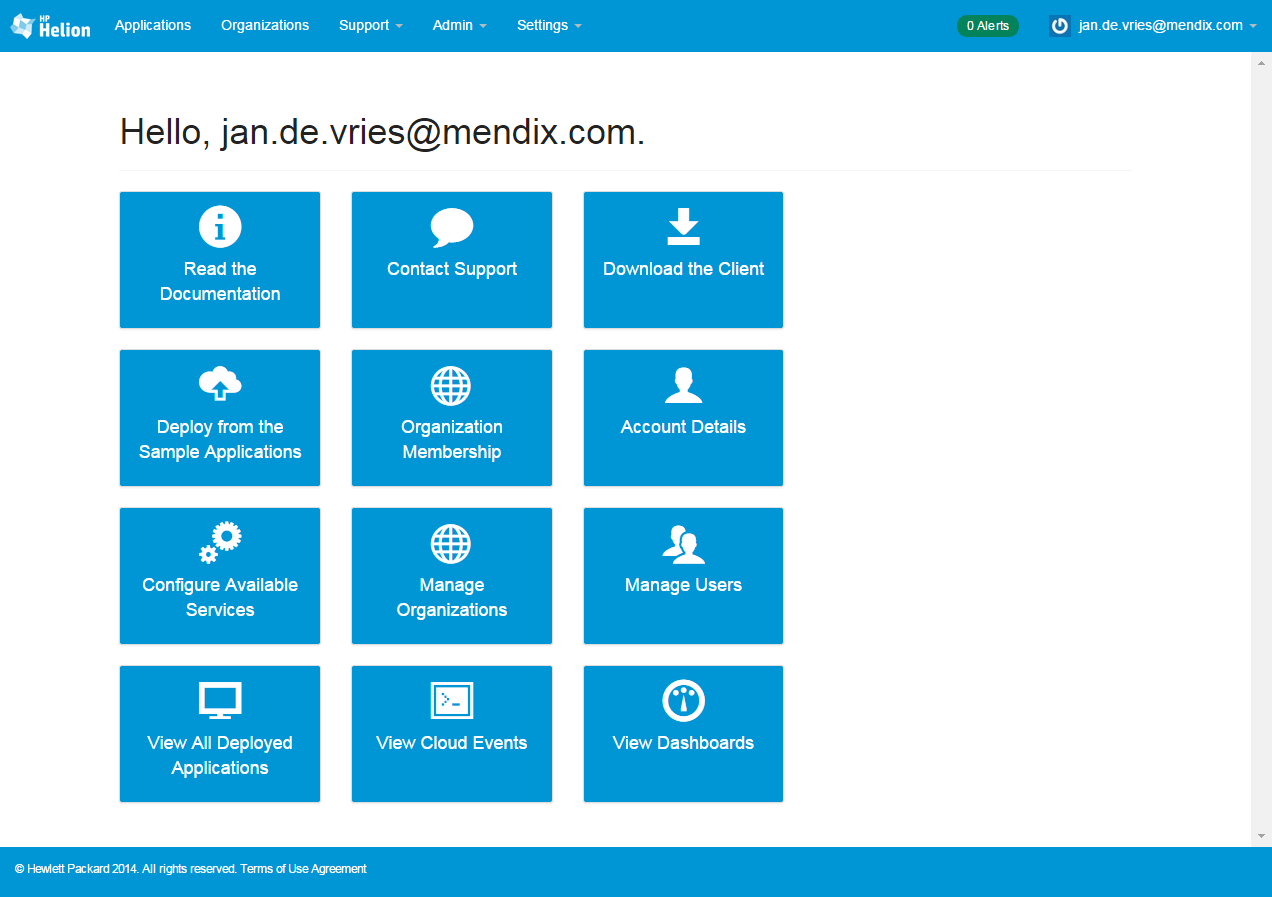 HP
Helion
Applications
Organizations
Support
Admin
Settings
0 Alerts
jan.de.vries@mendix.com
Hello, jan.de.vries@mendix.com.
Read the
Documentation
Contact Support
Download the Client
Deploy from the
Sample Applications
Organization
Membership
Account Details
Configure Available
Services
Manage
Organizations
Manage Users
View All Deployed
Applications
View Cloud Events
View Dashboards
© Hewlett Packard 2014. All rights reserved. Terms of Use Agreement